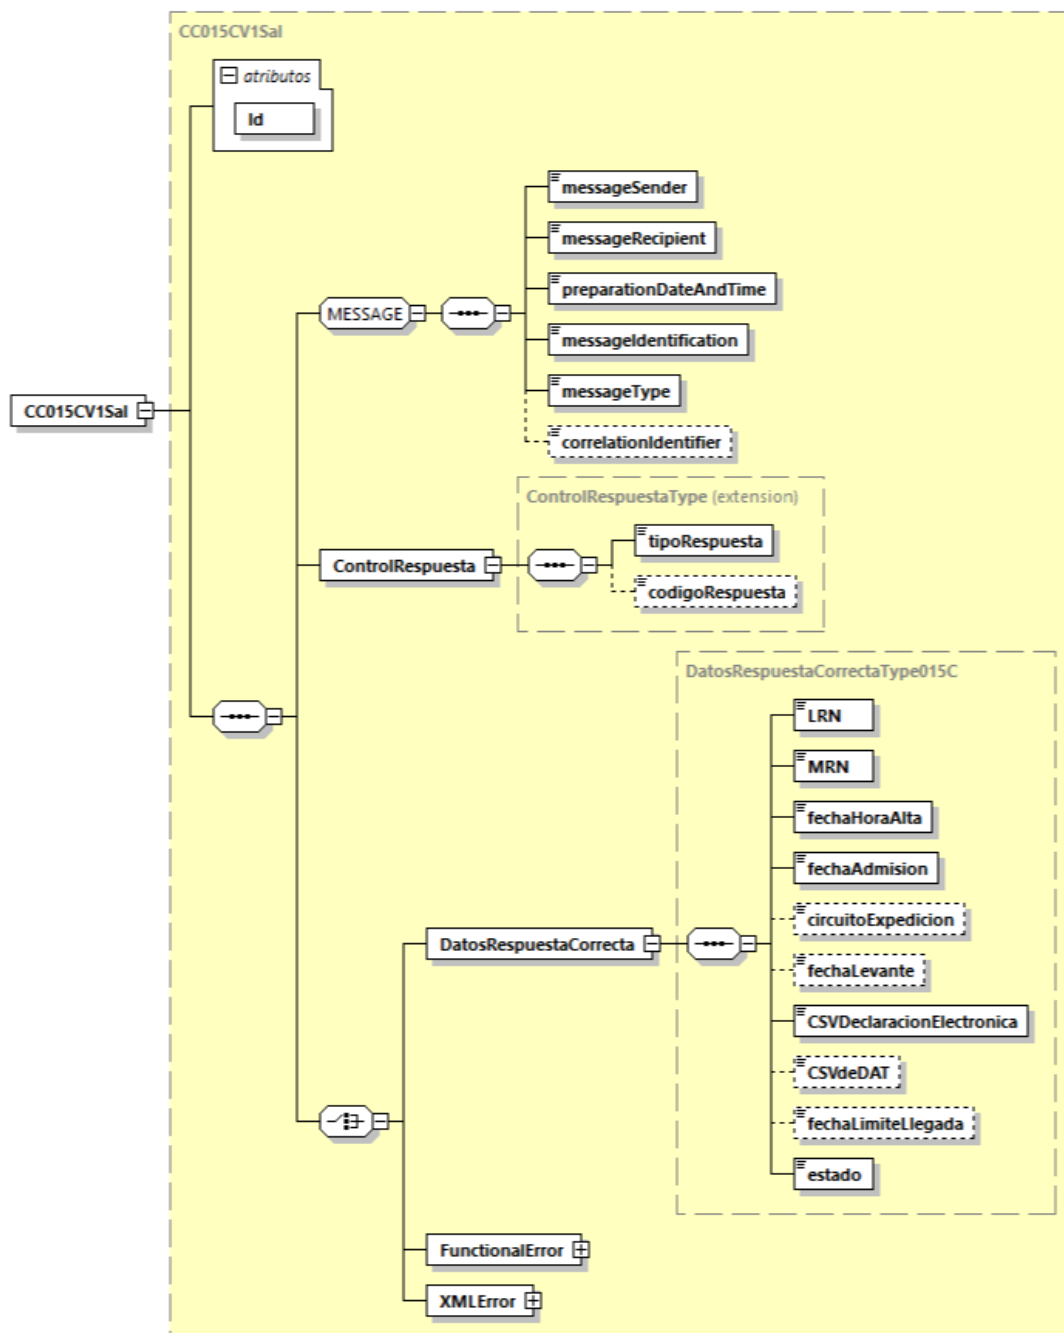 CC015CV1Sal
atributos
Id
messageSender
messageRecipient
preparationDateAndTime
MESSAGE
messageIdentification
messageType
CC015CV1Sal
correlationIdentifier
ControlRespuestaType (extension)
tipoRespuesta
ControlRespuesta
codigoRespuesta
DatosRespuestaCorrectaType015C
LRN
MRN
fechaHoraAlta
fechaAdmision
circuitoExpedicion
DatosRespuestaCorrecta
fechaLevante
CSVDeclaracionElectronica
CSVdeDAT
fechaLimiteLlegada
estado
FunctionalError
XMLError